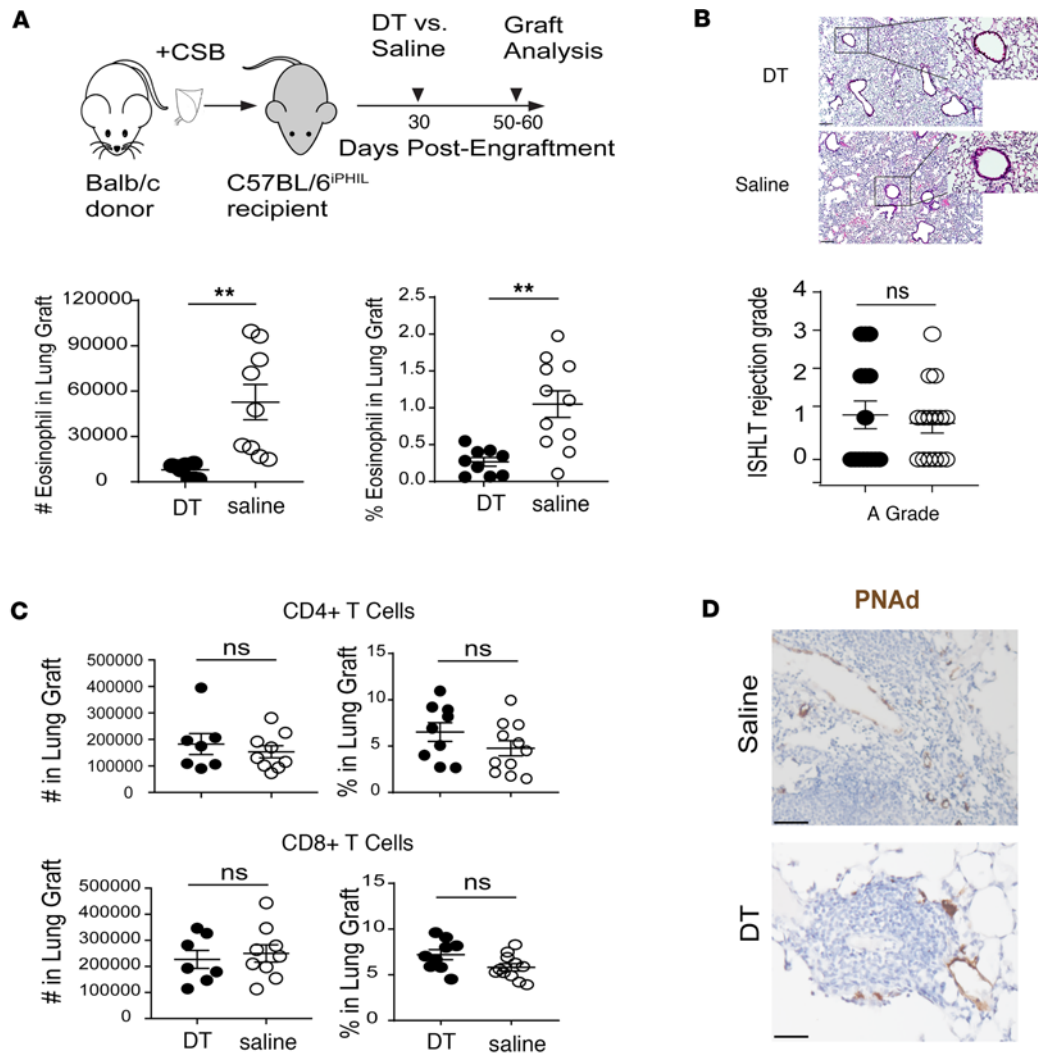 A
+CSB
DT vs.
Saline
Graft
Analysis
30
50-60
Days Post-Engraftment
Balb/c
donor
C57BL/6iPHIL
recipient
# Eosinophil in Lung Graft
120000
90000
60000
30000
0
**
DT
saline
% Eosinophil in Lung Graft
2.5
2.0
1.5
1.0
0.5
0.0
**
DT
saline
B
DT
Saline
ISHLT rejection grade
4
3
2
1
0
ns
DT
saline
A Grade
C
CD4+ T Cells
# in Lung Graft
500000
400000
300000
200000
100000
0
ns
% in Lung Graft
15
10
5
0
ns
CD8+ T Cells
# in Lung Graft
500000
400000
300000
200000
100000
0
ns
DT
saline
% in Lung Graft
15
10
5
0
ns
DT
saline
D
PNAd
Saline
DT